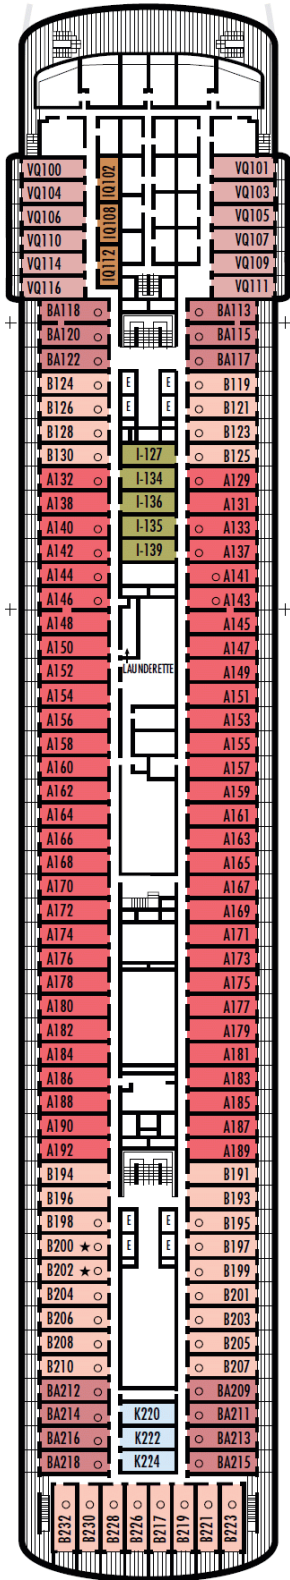 VQ100 IQ102 VQ101
VQ104 VQ103
VQ106 IQ108 VQ105
VQ110 VQ107
VQ114 IQ112 VQ109
VQ116 VQ111
BA118 BA113
BA120 BA115
BA122 BA117
B124 E E B119
B126 E E B121
B128 B123
B130 I-127 B125
A132 I-134 A129
A138 I-136 A131
A140 I-135 A133
A142 I-139 A137
A144 A141
A146 A143
A148 A145
A150 A147
A152 LAUNDERETTE A149
A154 A151
A156 A153
A158 A155
A160 A157
A162 A159
A164 A161
A166 A163
A168 A165
A170 A167
A172 A169
A174 A171
A176 A173
A178 A175
A180 A177
A182 A179
A184 A181
A186 A183
A188 A185
A190 A187
A192 A189
B194 B191
B196 B193
B198 E E B195
B200 ★ E E B197
B202 ★ B199
B204 B201
B206 B203
B208 B205
B210 B207
BA212 BA209
BA214 K220 BA211
BA216 K222 BA213
BA218 K224 BA215
B232 B230 B228 B226 B217 B219 B221 B223